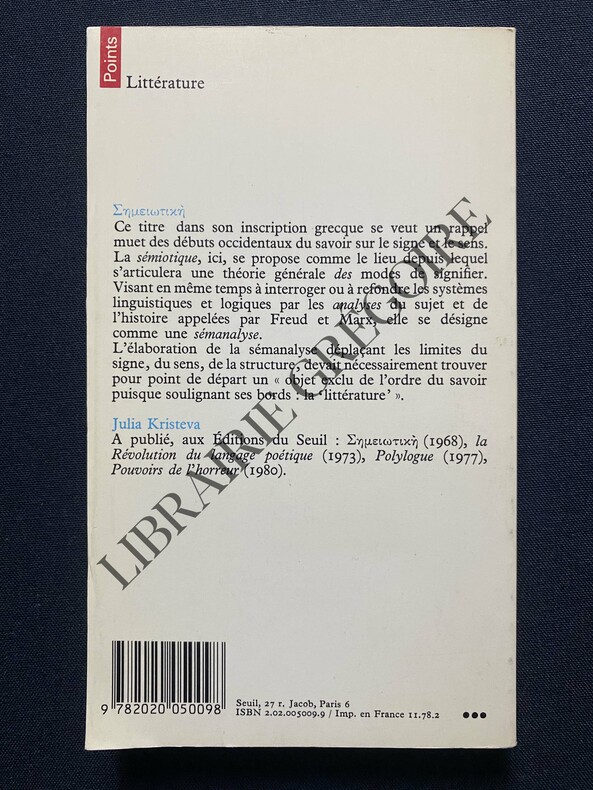 Points
Littérature
Σημειωτικὴ
Ce titre dans son inscription grecque se veut un rappel
muet des débuts occidentaux du savoir sur le signe et le sens.
La sémiotique, ici, se propose comme le lieu depuis lequel
s'articulera une théorie générale des modes de signifier.
Visant en même temps à interroger ou à refondre les systèmes
linguistiques et logiques par les analyses du sujet et de
l'histoire appelées par Freud et Marx, elle se désigne
comme une sémanalyse.
L'élaboration de la sémanalyse déplaçant les limites du
signe, du sens, de la structure, devait nécessairement trouver
pour point de départ un « objet exclu de l'ordre du savoir
puisque soulignant ses bords : la 'littérature' ».
Julia Kristeva
A publié, aux Éditions du Seuil : Σημειωτικὴ (1968), la
Révolution du langage poétique (1973), Polylogue (1977),
Pouvoirs de l'horreur (1980).
LIBRAIRIE GREGOIRE
9 782020 050098
Seuil, 27 r. Jacob, Paris 6
ISBN 2.02.005009.9 / Imp. en France 11.78.2